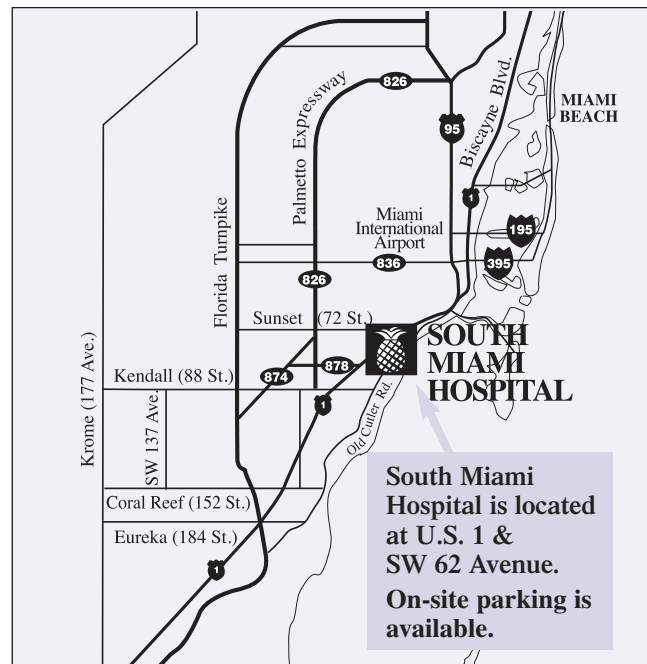 826
Palmetto Expressway
95
Biscayne Blvd.
MIAMI
BEACH
1
Miami
International
Airport
195
836
395
Florida Turnpike
826
Sunset (72 St.)
SOUTH
MIAMI
HOSPITAL
878
874
Kendall (88 St.)
1
Krome (177 Ave.)
SW 137 Ave.
Old Cutler Rd.
Coral Reef (152 St.)
Eureka (184 St.)
1
South Miami
Hospital is located
at U.S. 1 &
SW 62 Avenue.
On-site parking is
available.